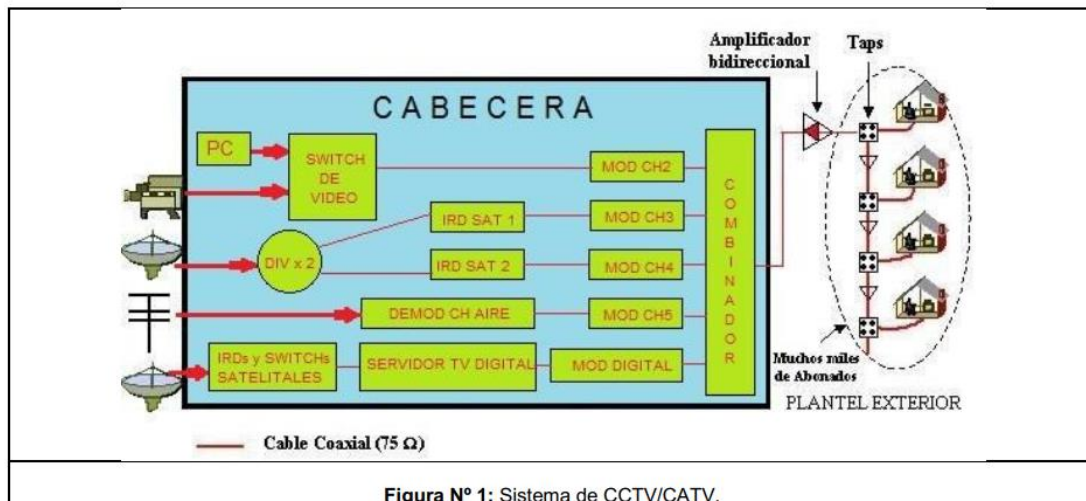 Amplificador
bidireccional
Taps
CABECERA
PC
SWITCH
DE
VIDEO
MOD CH2
IRD SAT 1
MOD CH3
DIV x 2
IRD SAT 2
MOD CH4
DEMOD CH AIRE
MOD CH5
IRDs y SWITCHs
SATELITALES
SERVIDOR TV DIGITAL
MOD DIGITAL
COMBINADOR
Muchos miles
de Abonados
PLANTEL EXTERIOR
Cable Coaxial (75 Ω)
Figura Nº 1: Sistema de CCTV/CATV.